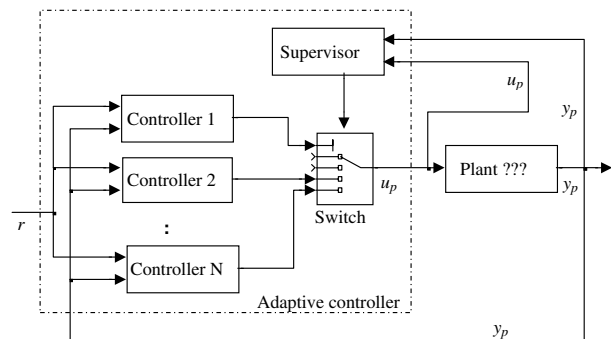 Supervisor
u_p
y_p
Controller 1
Controller 2
:
Controller N
r
Switch
u_p
Plant ???
y_p
Adaptive controller
y_p